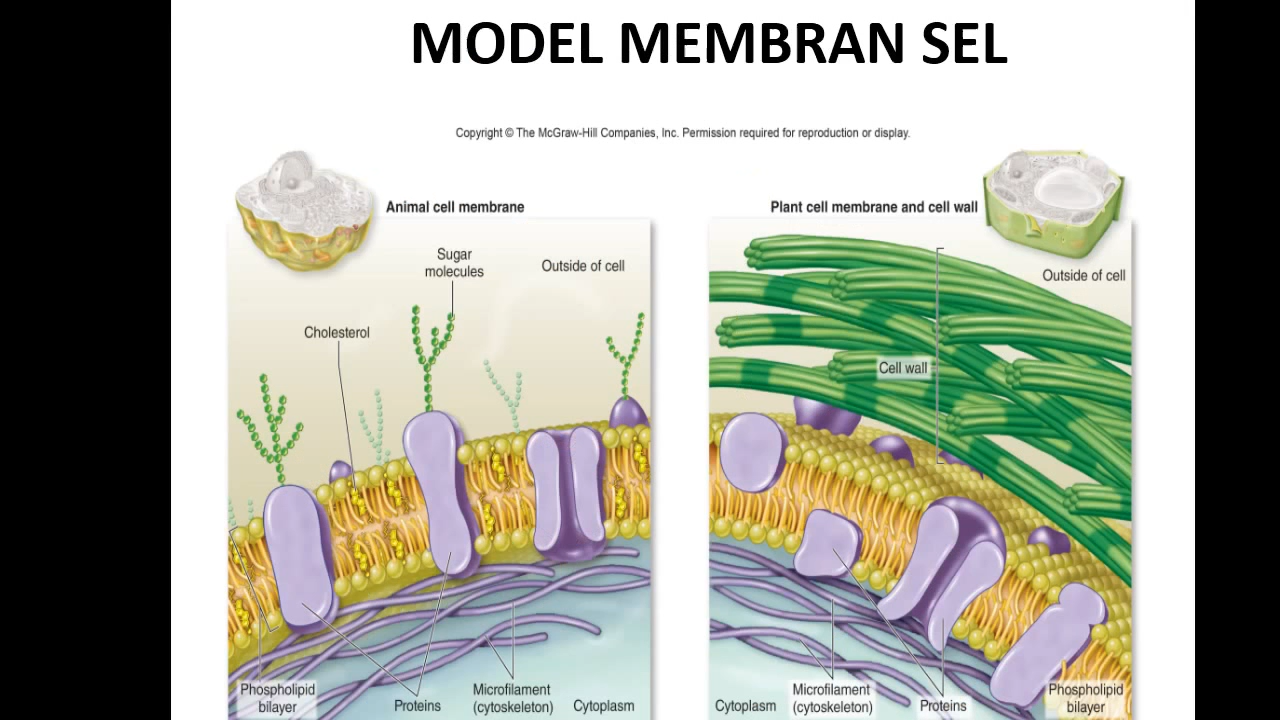 MODEL MEMBRAN SEL
Copyright © The McGraw-Hill Companies, Inc. Permission required for reproduction or display.
Animal cell membrane
Sugar
molecules
Outside of cell
Cholesterol
Phospholipid
bilayer
Proteins
Microfilament
(cytoskeleton)
Cytoplasm
Plant cell membrane and cell wall
Outside of cell
Cell wall
Cytoplasm
Microfilament
(cytoskeleton)
Proteins
Phospholipid
bilayer